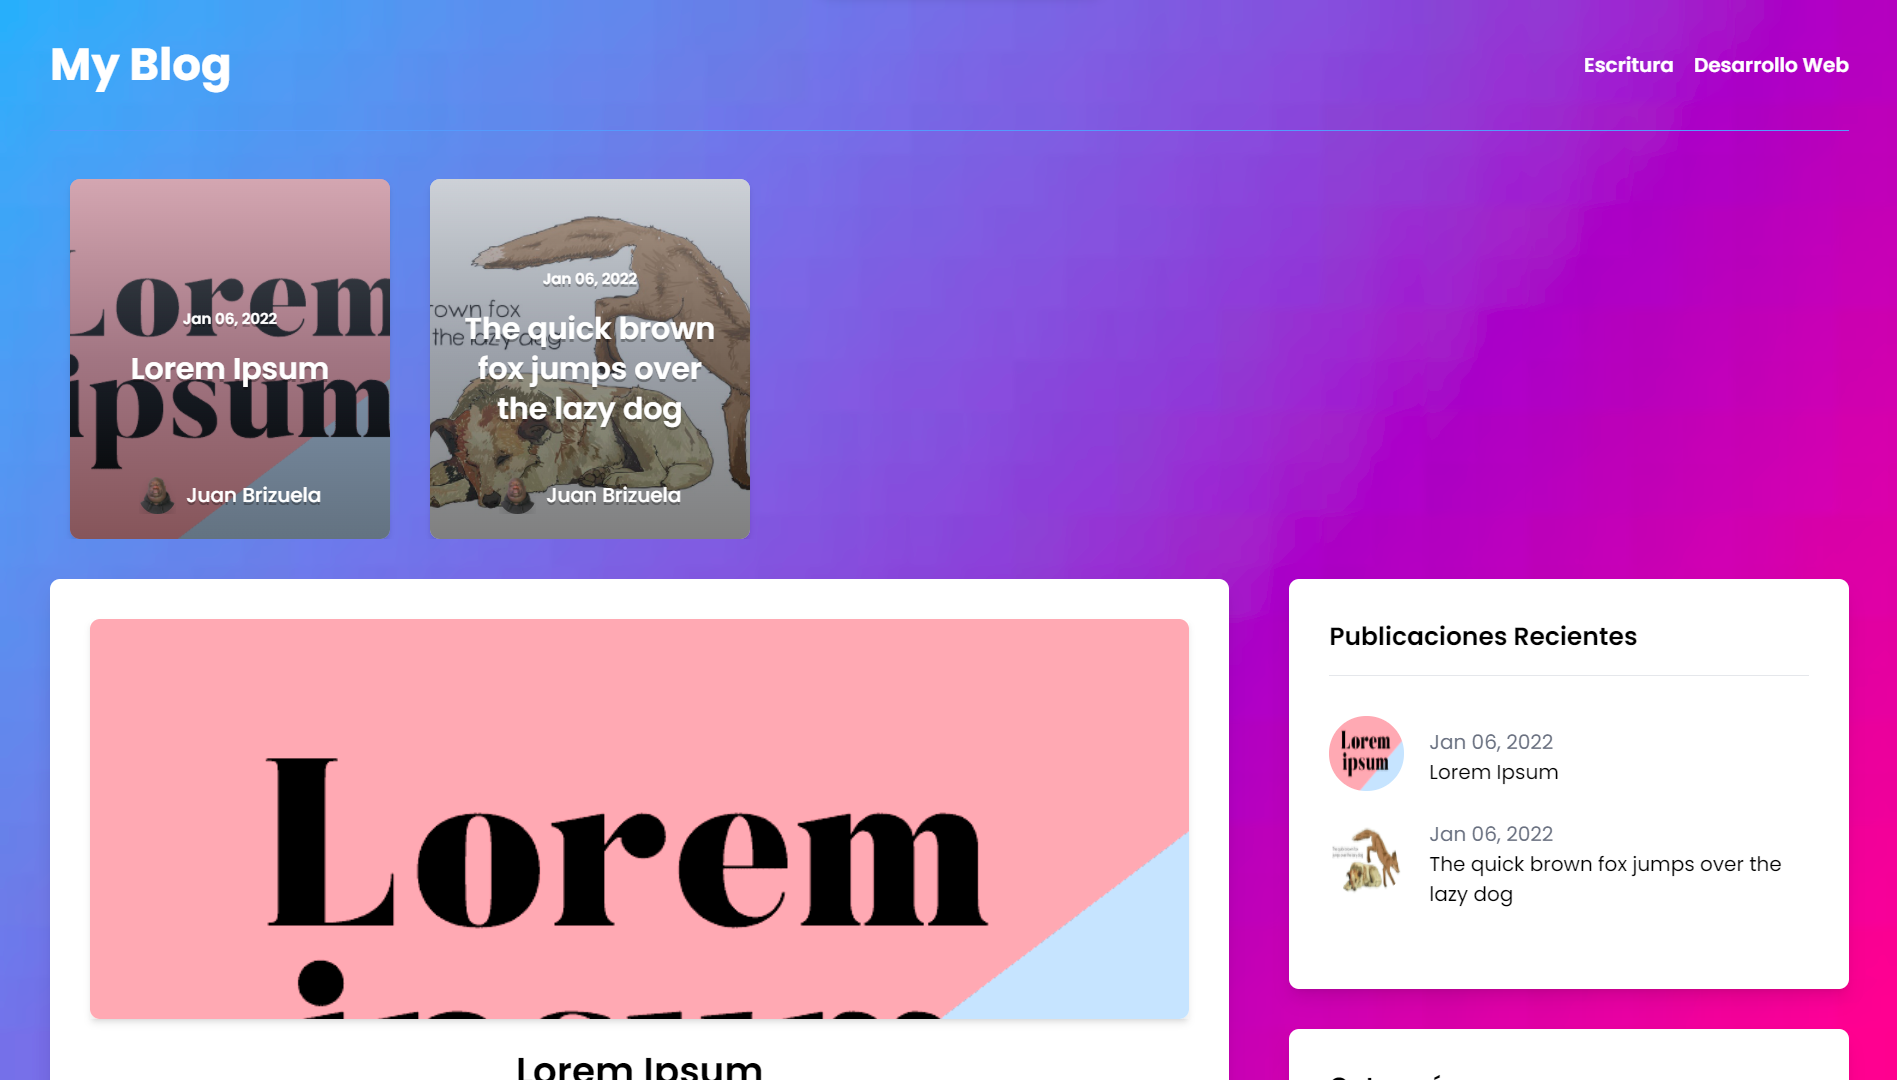 My Blog
Escritura Desarrollo Web
Lorem
ipsum
Jan 06, 2022
Lorem Ipsum
Juan Brizuela
own fox
the lazy dog
Jan 06, 2022
The quick brown
fox jumps over
the lazy dog
Juan Brizuela
Lorem
ipsum
Lorem Ipsum
Publicaciones Recientes
Lorem
ipsum
Jan 06, 2022
Lorem Ipsum
Jan 06, 2022
The quick brown fox jumps over the
lazy dog